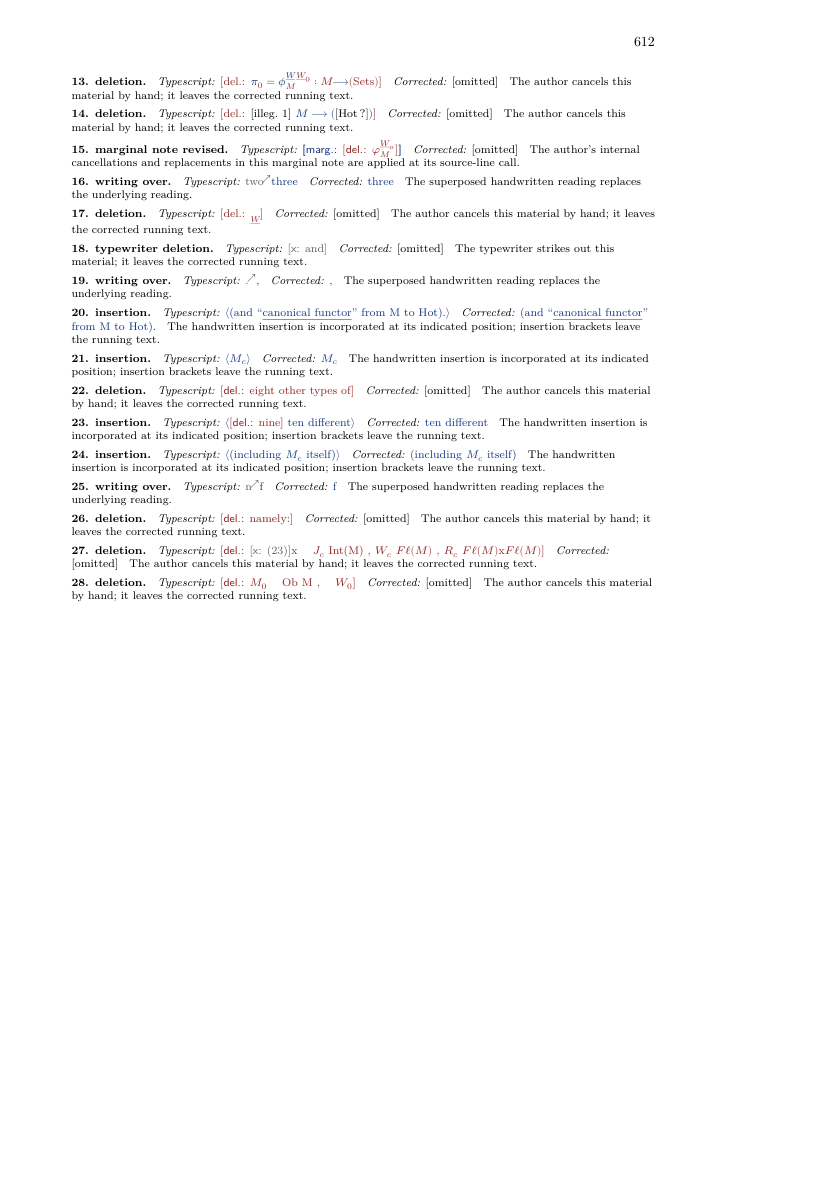 612
13. deletion. Typescript: [del.: π₀ = ϕ_M^{W W₀} : M⟶(Sets)] Corrected: [omitted] The author cancels this
material by hand; it leaves the corrected running text.
14. deletion. Typescript: [del.: [illeg. 1] M ⟶ ([Hot ?])] Corrected: [omitted] The author cancels this
material by hand; it leaves the corrected running text.
15. marginal note revised. Typescript: [marg.: [del.: φ_M^{W_o}]] Corrected: [omitted] The author's internal
cancellations and replacements in this marginal note are applied at its source-line call.
16. writing over. Typescript: two↗three Corrected: three The superposed handwritten reading replaces
the underlying reading.
17. deletion. Typescript: [del.: _W] Corrected: [omitted] The author cancels this material by hand; it leaves
the corrected running text.
18. typewriter deletion. Typescript: [x: and] Corrected: [omitted] The typewriter strikes out this
material; it leaves the corrected running text.
19. writing over. Typescript: .↗, Corrected: , The superposed handwritten reading replaces the
underlying reading.
20. insertion. Typescript: ⟨(and “canonical functor” from M to Hot).⟩ Corrected: (and “canonical functor”
from M to Hot). The handwritten insertion is incorporated at its indicated position; insertion brackets leave
the running text.
21. insertion. Typescript: ⟨M_c⟩ Corrected: M_c The handwritten insertion is incorporated at its indicated
position; insertion brackets leave the running text.
22. deletion. Typescript: [del.: eight other types of] Corrected: [omitted] The author cancels this material
by hand; it leaves the corrected running text.
23. insertion. Typescript: ⟨[del.: nine] ten different⟩ Corrected: ten different The handwritten insertion is
incorporated at its indicated position; insertion brackets leave the running text.
24. insertion. Typescript: ⟨(including M_c itself)⟩ Corrected: (including M_c itself) The handwritten
insertion is incorporated at its indicated position; insertion brackets leave the running text.
25. writing over. Typescript: n↗f Corrected: f The superposed handwritten reading replaces the
underlying reading.
26. deletion. Typescript: [del.: namely:] Corrected: [omitted] The author cancels this material by hand; it
leaves the corrected running text.
27. deletion. Typescript: [del.: [x: (23)]x J_c Int(M) , W_c Fℓ(M) , R_c Fℓ(M)xFℓ(M)] Corrected:
[omitted] The author cancels this material by hand; it leaves the corrected running text.
28. deletion. Typescript: [del.: M₀ Ob M , W₀] Corrected: [omitted] The author cancels this material
by hand; it leaves the corrected running text.